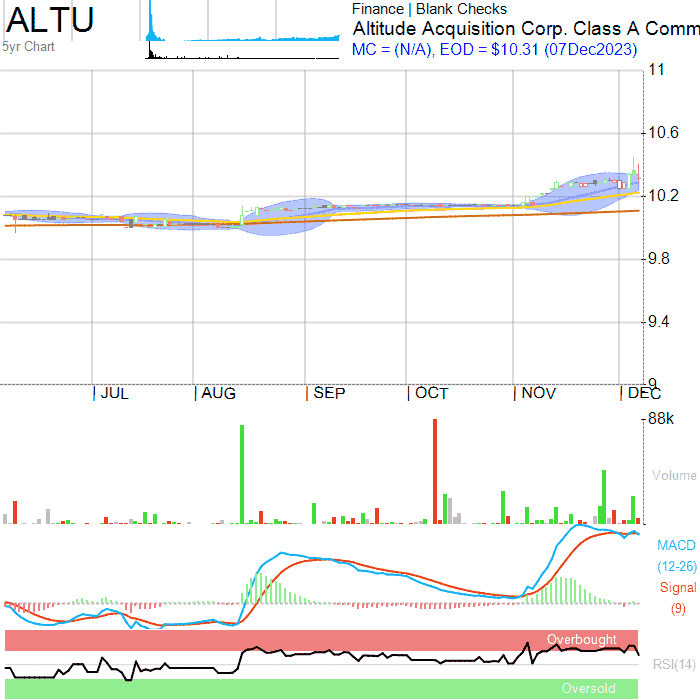 ALTU
5yr Chart
Finance | Blank Checks
Altitude Acquisition Corp. Class A Comm
MC = (N/A), EOD = $10.31 (07Dec2023)
11
10.6
10.2
9.8
9.4
9
JUL AUG SEP OCT NOV DEC
88k
Volume
MACD
(12-26)
Signal
(9)
Overbought
RSI(14)
Oversold